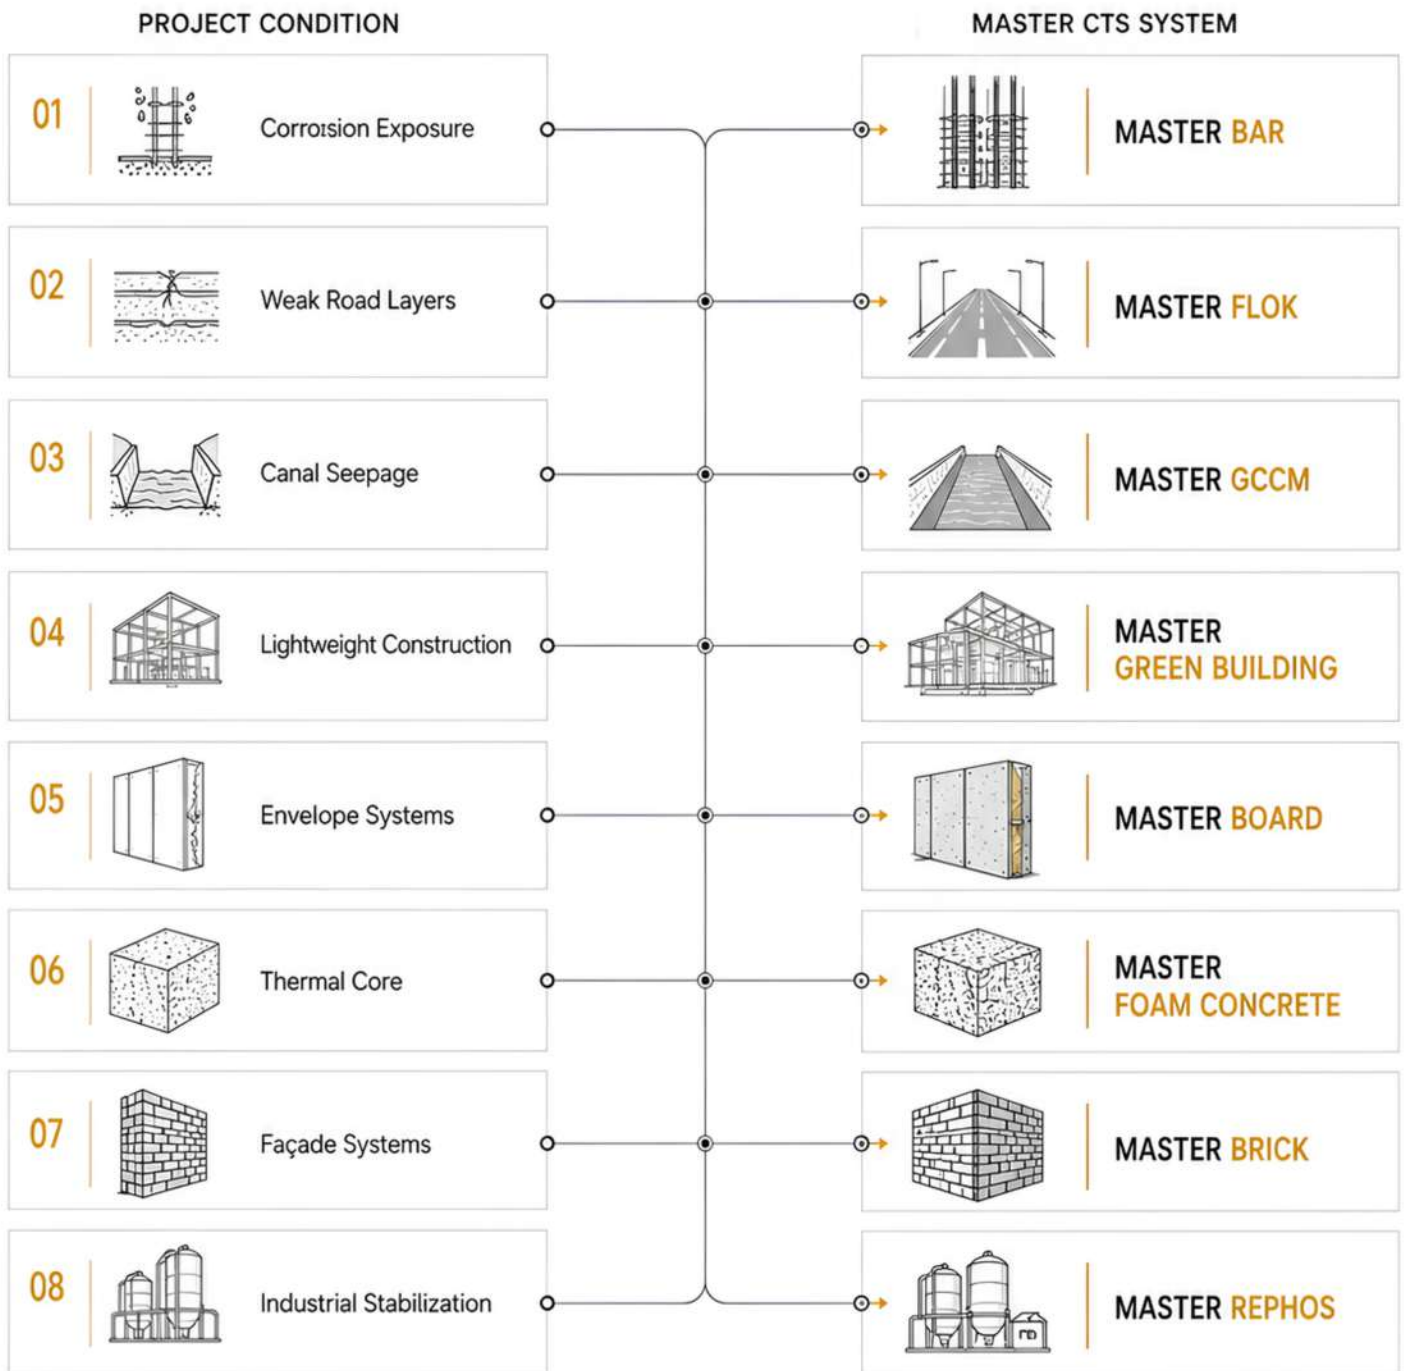 PROJECT CONDITION
MASTER CTS SYSTEM
01
Corroısion Exposure
MASTER BAR
02
Weak Road Layers
MASTER FLOK
03
Canal Seepage
MASTER GCCM
04
Lightweight Construction
MASTER
GREEN BUILDING
05
Envelope Systems
MASTER BOARD
06
Thermal Core
MASTER
FOAM CONCRETE
07
Façade Systems
MASTER BRICK
08
Industrial Stabilization
MASTER REPHOS